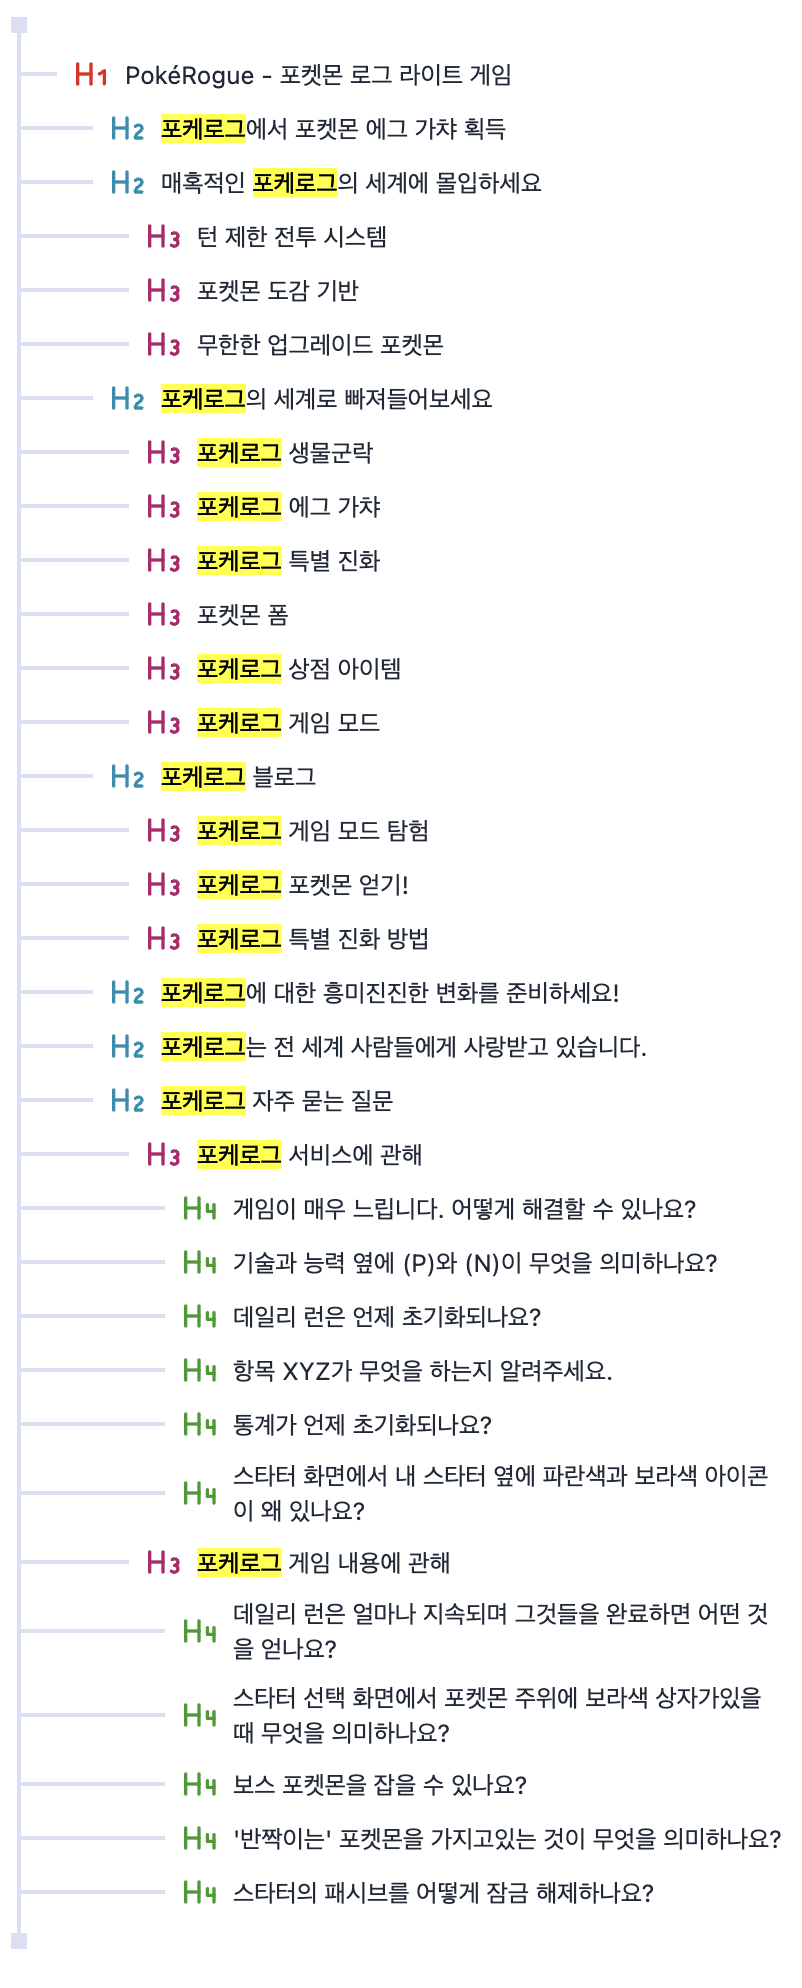 H1 PokéRogue - 포켓몬 로그 라이트 게임
H2 포케로그에서 포켓몬 에그 가챠 획득
H2 매혹적인 포케로그의 세계에 몰입하세요
H3 턴 제한 전투 시스템
H3 포켓몬 도감 기반
H3 무한한 업그레이드 포켓몬
H2 포케로그의 세계로 빠져들어보세요
H3 포케로그 생물군락
H3 포케로그 에그 가챠
H3 포케로그 특별 진화
H3 포켓몬 폼
H3 포케로그 상점 아이템
H3 포케로그 게임 모드
H2 포케로그 블로그
H3 포케로그 게임 모드 탐험
H3 포케로그 포켓몬 얻기!
H3 포케로그 특별 진화 방법
H2 포케로그에 대한 흥미진진한 변화를 준비하세요!
H2 포케로그는 전 세계 사람들에게 사랑받고 있습니다.
H2 포케로그 자주 묻는 질문
H3 포케로그 서비스에 관해
H4 게임이 매우 느립니다. 어떻게 해결할 수 있나요?
H4 기술과 능력 옆에 (P)와 (N)이 무엇을 의미하나요?
H4 데일리 런은 언제 초기화되나요?
H4 항목 XYZ가 무엇을 하는지 알려주세요.
H4 통계가 언제 초기화되나요?
H4 스타터 화면에서 내 스타터 옆에 파란색과 보라색 아이콘
이 왜 있나요?
H3 포케로그 게임 내용에 관해
H4 데일리 런은 얼마나 지속되며 그것들을 완료하면 어떤 것
을 얻나요?
H4 스타터 선택 화면에서 포켓몬 주위에 보라색 상자가있을
때 무엇을 의미하나요?
H4 보스 포켓몬을 잡을 수 있나요?
H4 '반짝이는' 포켓몬을 가지고있는 것이 무엇을 의미하나요?
H4 스타터의 패시브를 어떻게 잠금 해제하나요?